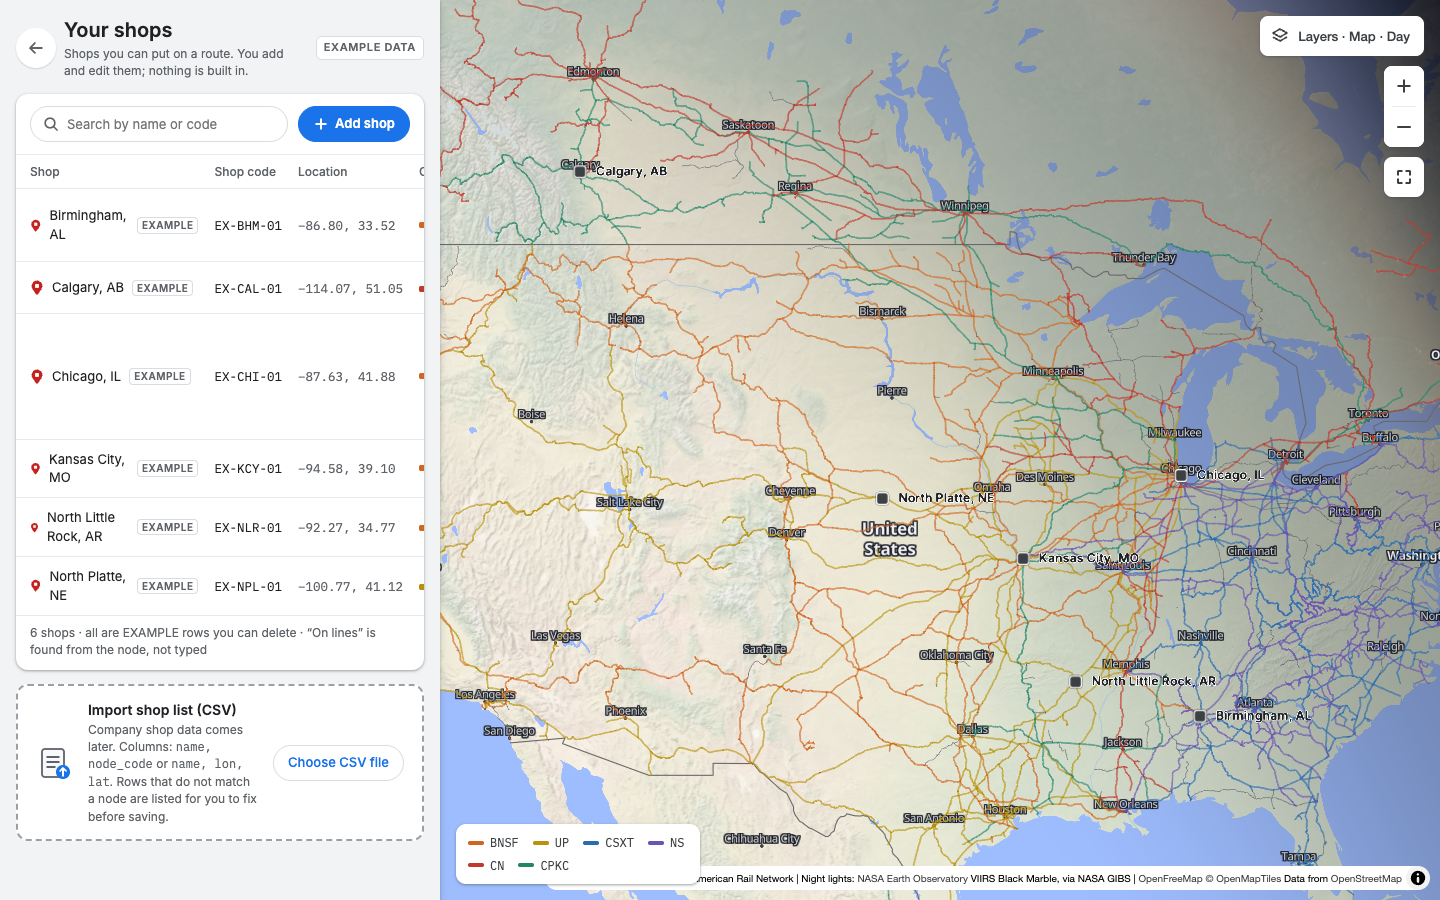 Your shops
Shops you can put on a route. You add
and edit them; nothing is built in.
EXAMPLE DATA
Search by name or code
Add shop
Shop
Shop code
Location
Birmingham,
AL
EXAMPLE
EX-BHM-01
−86.80, 33.52
Calgary, AB
EXAMPLE
EX-CAL-01
−114.07, 51.05
Chicago, IL
EXAMPLE
EX-CHI-01
−87.63, 41.88
Kansas City,
MO
EXAMPLE
EX-KCY-01
−94.58, 39.10
North Little
Rock, AR
EXAMPLE
EX-NLR-01
−92.27, 34.77
North Platte,
NE
EXAMPLE
EX-NPL-01
−100.77, 41.12
6 shops · all are EXAMPLE rows you can delete · “On lines” is
found from the node, not typed
Import shop list (CSV)
Company shop data comes
later. Columns: name,
node_code or name, lon,
lat. Rows that do not match
a node are listed for you to fix
before saving.
Choose CSV file
Layers · Map · Day
Edmonton
Saskatoon
Calgary
Calgary, AB
Regina
Winnipeg
Thunder Bay
Bismarck
Helena
Minneapolis
Pierre
Boise
Toronto
Milwaukee
Buffalo
Detroit
Chicago
Chicago, IL
Cleveland
Des Moines
Omaha
Cheyenne
North Platte, NE
Salt Lake City
Pittsburgh
Denver
United
States
Cincinnati
Washingt
Kansas City, MO
Saint Louis
Las Vegas
Santa Fe
Nashville
Raleigh
Oklahoma City
Memphis
North Little Rock, AR
Los Angeles
Phoenix
Atlanta
Birmingham, AL
San Diego
Dallas
Jackson
New Orleans
Houston
San Antonio
Chihuahua City
Tampa
BNSF
UP
CSXT
NS
CN
CPKC
merican Rail Network | Night lights: NASA Earth Observatory VIIRS Black Marble, via NASA GIBS | OpenFreeMap © OpenMapTiles Data from OpenStreetMap